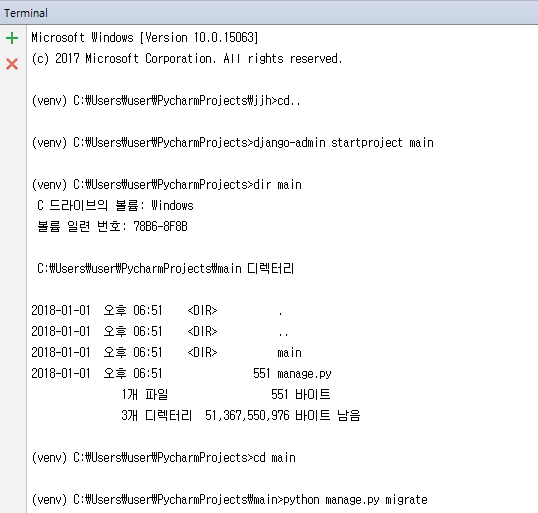 Terminal
Microsoft Windows [Version 10.0.15063]
(c) 2017 Microsoft Corporation. All rights reserved.
(venv) C:₩Users₩user₩PycharmProjects₩jjh>cd..
(venv) C:₩Users₩user₩PycharmProjects>django-admin startproject main
(venv) C:₩Users₩user₩PycharmProjects>dir main
C 드라이브의 볼륨: Windows
볼륨 일련 번호: 78B6-8F8B
C:₩Users₩user₩PycharmProjects₩main 디렉터리
2018-01-01 오후 06:51 <DIR> .
2018-01-01 오후 06:51 <DIR> ..
2018-01-01 오후 06:51 <DIR> main
2018-01-01 오후 06:51 551 manage.py
1개 파일 551 바이트
3개 디렉터리 51,367,550,976 바이트 남음
(venv) C:₩Users₩user₩PycharmProjects>cd main
(venv) C:₩Users₩user₩PycharmProjects₩main>python manage.py migrate